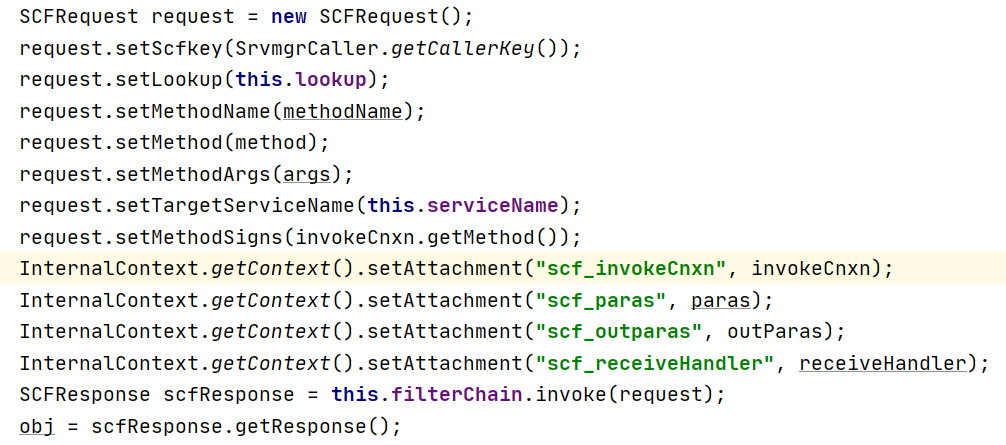 SCFRequest request = new SCFRequest();
request.setScfkey(SrvmgrCaller.getCallerKey());
request.setLookup(this.lookup);
request.setMethodName(methodName);
request.setMethod(method);
request.setMethodArgs(args);
request.setTargetServiceName(this.serviceName);
request.setMethodSigns(invokeCnxn.getMethod());
InternalContext.getContext().setAttachment("scf_invokeCnxn", invokeCnxn);
InternalContext.getContext().setAttachment("scf_paras", paras);
InternalContext.getContext().setAttachment("scf_outparas", outParas);
InternalContext.getContext().setAttachment("scf_receiveHandler", receiveHandler);
SCFResponse scfResponse = this.filterChain.invoke(request);
obj = scfResponse.getResponse();